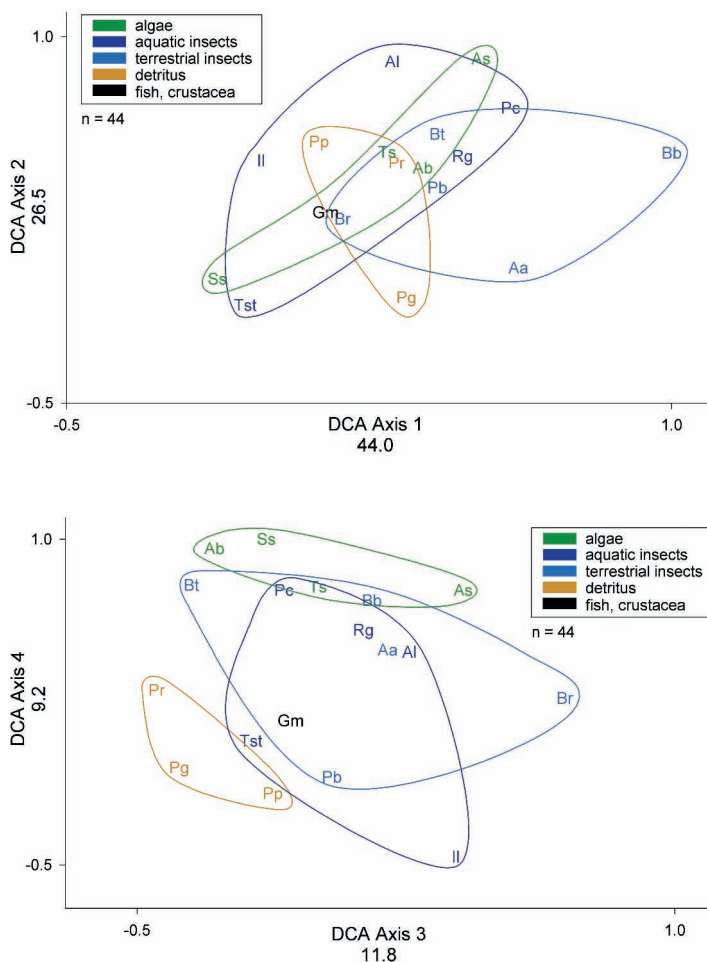 algae
aquatic insects
terrestrial insects
detritus
fish, crustacea
n = 44
1.0
DCA Axis 2
26.5
-0.5
Al
As
Pc
Bt
Bb
Pp
Ts
Pr
Rg
Il
Ab
Pb
Gm
Br
Aa
Ss
Tst
Pg
-0.5
DCA Axis 1
1.0
44.0
algae
aquatic insects
terrestrial insects
detritus
fish, crustacea
n = 44
1.0
DCA Axis 4
9.2
-0.5
Ss
Ab
Bt
Pc
Ts
As
Bb
Rg
Aa
Al
Pr
Br
Gm
Tst
Pg
Pb
Pp
Il
-0.5
DCA Axis 3
1.0
11.8